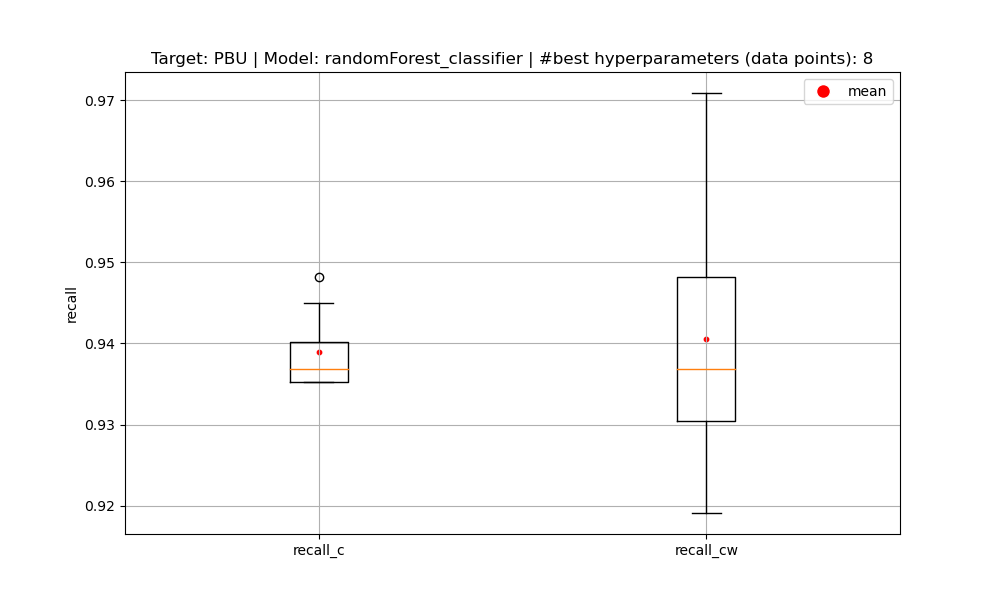 Target: PBU | Model: randomForest_classifier | #best hyperparameters (data points): 8
mean
0.97
0.96
0.95
0.94
0.93
0.92
recall
recall_c
recall_cw